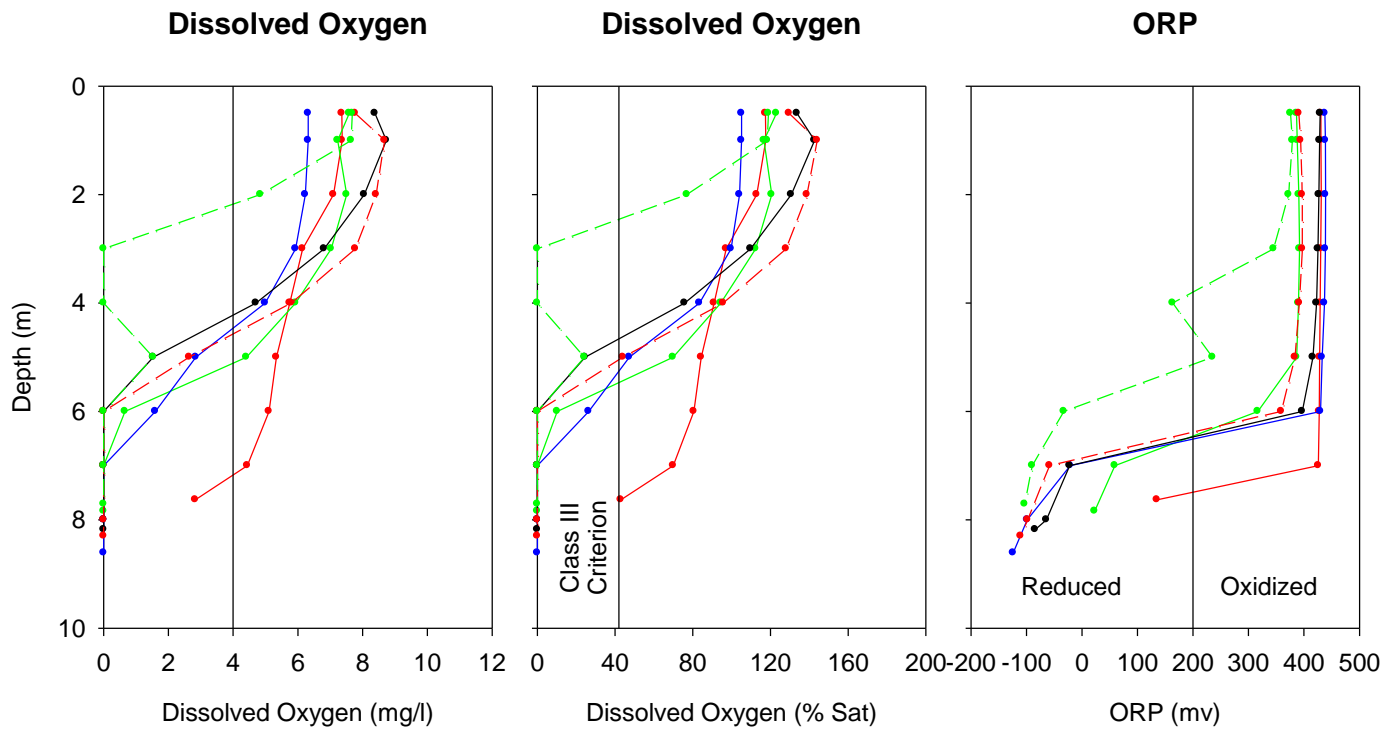 Dissolved Oxygen
Dissolved Oxygen
ORP
Depth (m)
0
2
4
6
8
10
0
2
4
6
8
10
12
Dissolved Oxygen (mg/l)
Class III
Criterion
0
40
80
120
160
200
Dissolved Oxygen (% Sat)
Reduced
Oxidized
-200
-100
0
100
200
300
400
500
ORP (mv)